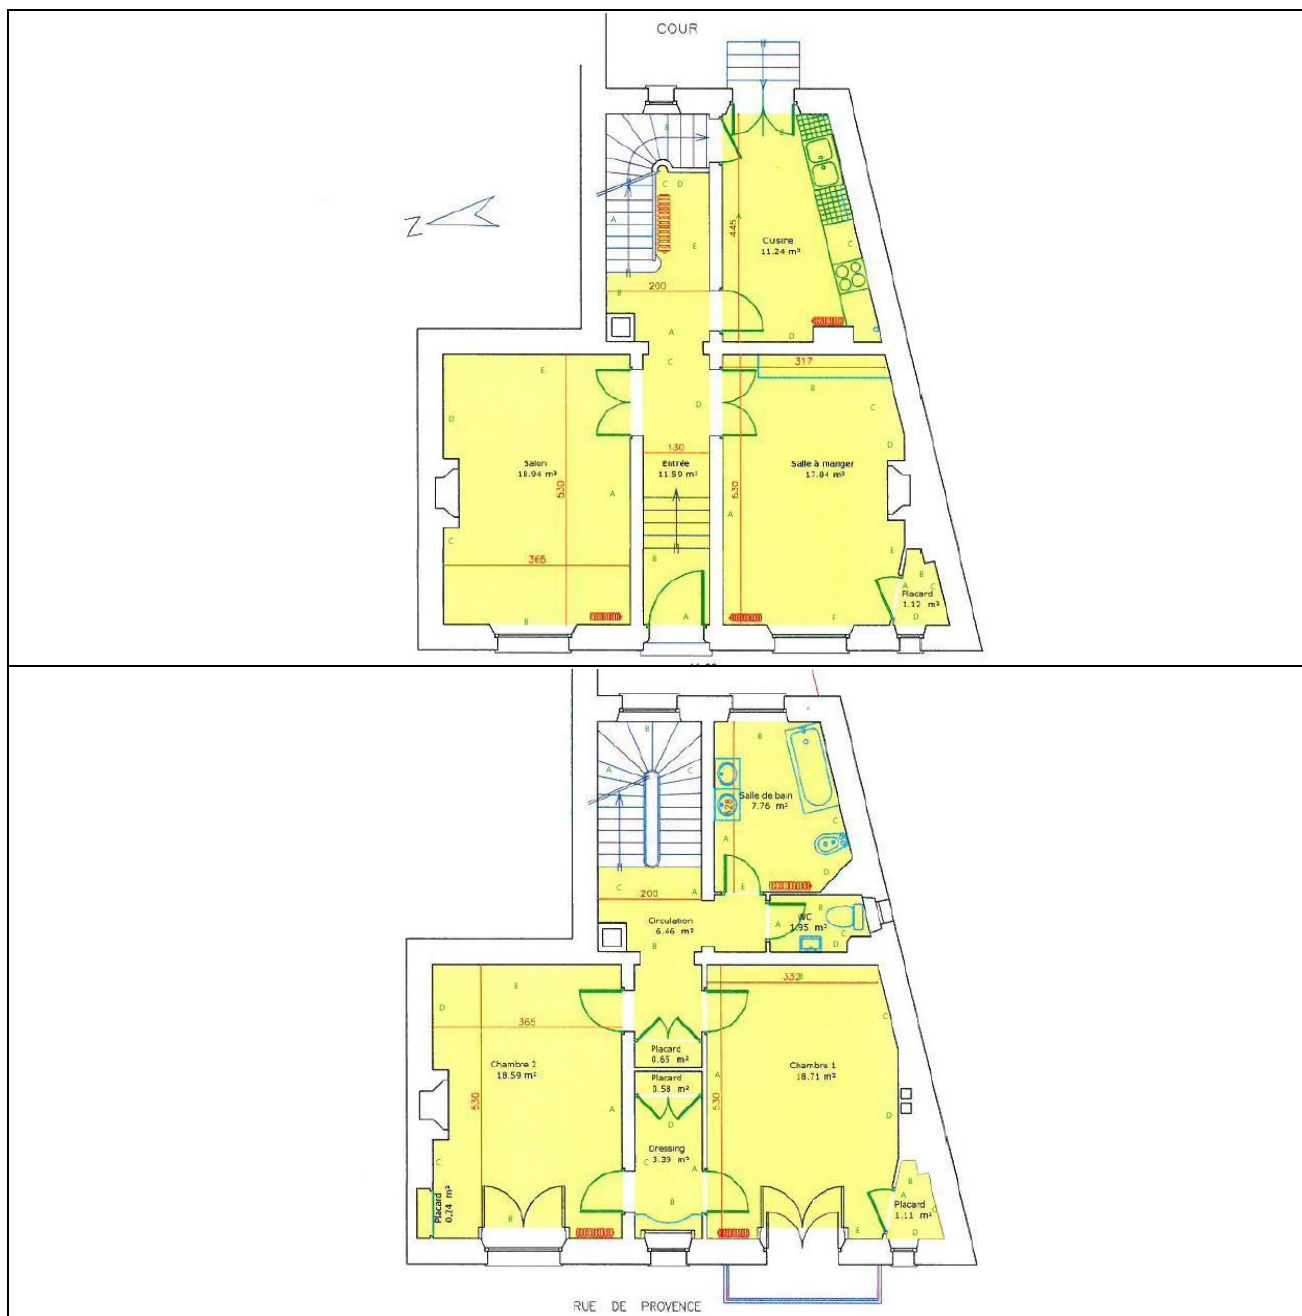 COUR
N
B
B
C D
A
A
E
445
Cuisine
11.24 m²
C
200
B
A
D
C
317
E
B
C
D
D
D
130
Salon
18.94 m²
Entrée
11.59 m²
Salle à manger
17.84 m²
530
A
530
A
C
365
B
E
B
A
C
Placard
1.12 m²
B
A
F
D
B
B
A
C
Salle de bain
7.76 m²
C
A
D
C
A
E
200
B
WC
1.95 m²
A
C
D
Circulation
6.46 m²
B
330
E
D
365
C
Placard
0.65 m²
Chambre 2
18.59 m²
Chambre 1
18.71 m²
A
Placard
0.58 m²
530
A
530
D
D
Dressing
3.39 m²
C
C
A
B
A
Placard
0.24 m²
B
Placard
1.11 m²
C
B
E
D
RUE DE PROVENCE